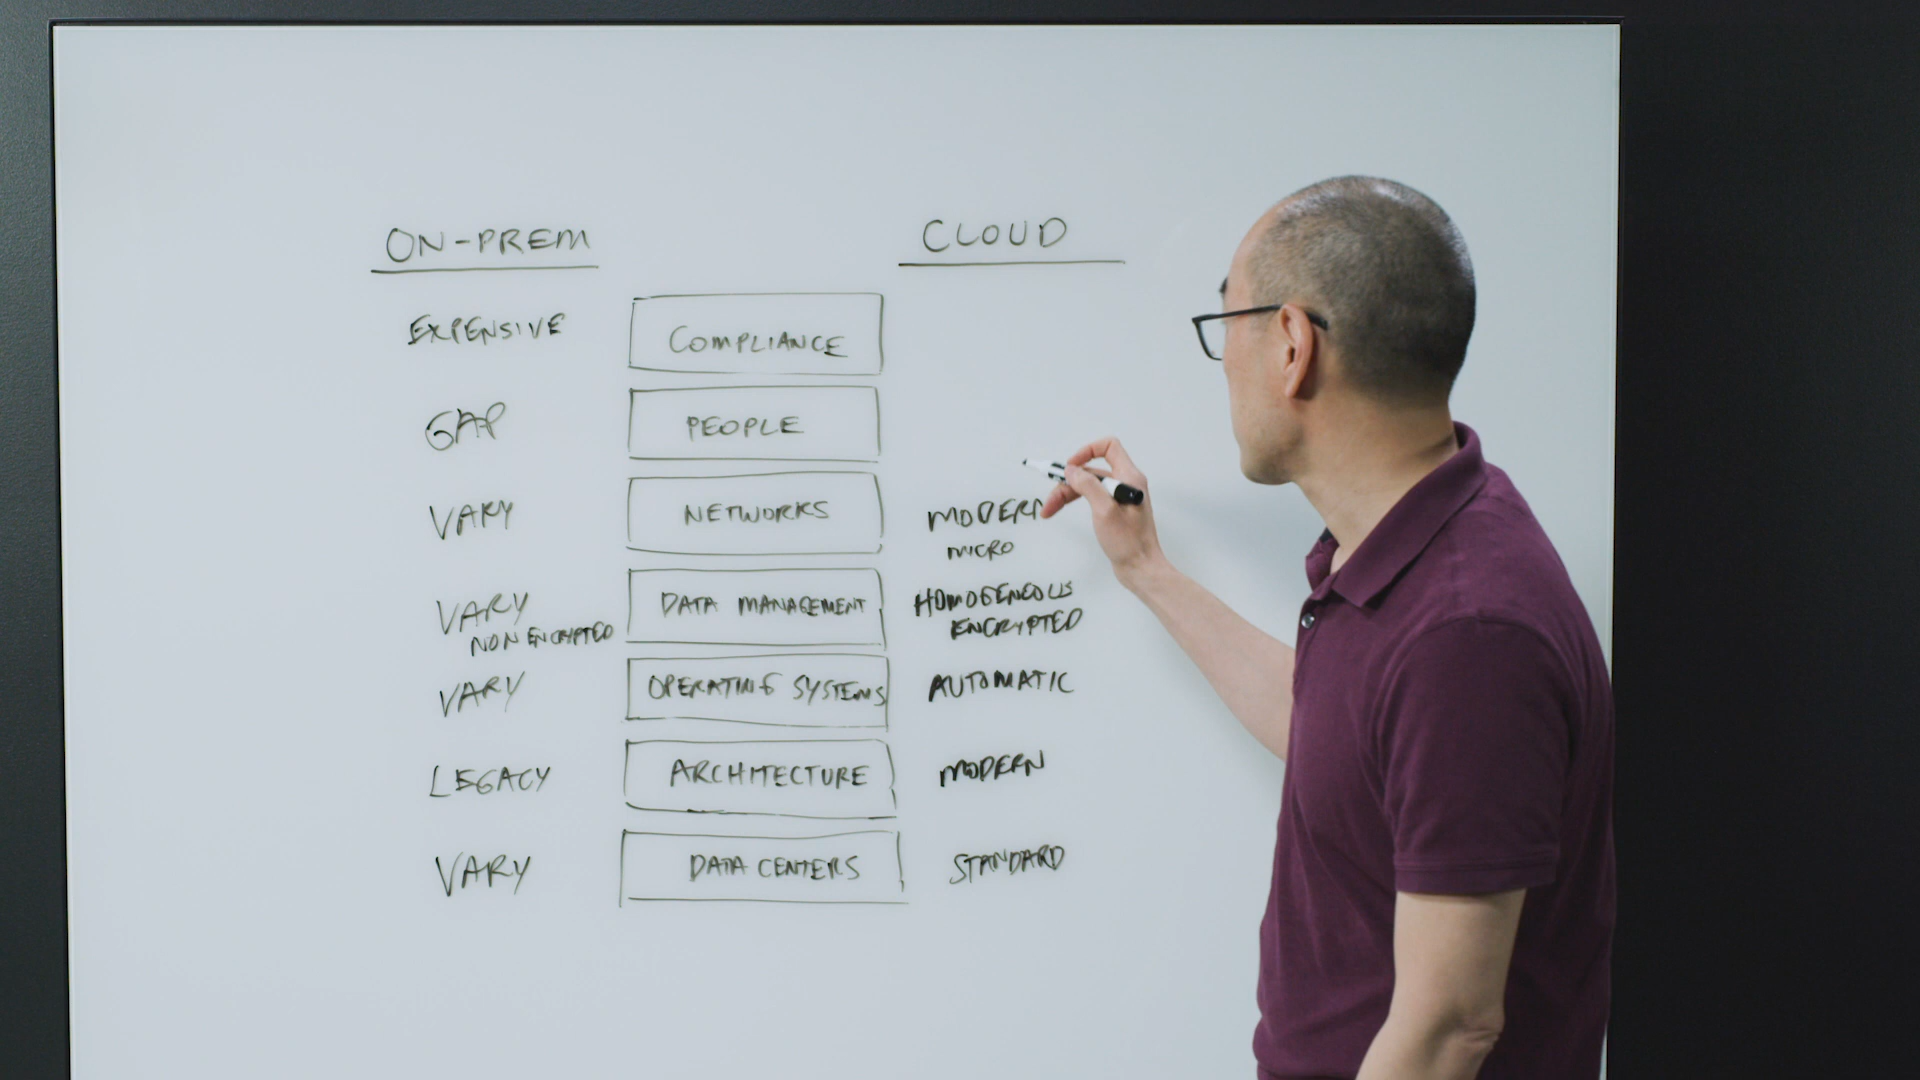 ON-PREM CLOUD
EXPENSIVE COMPLIANCE
GAP PEOPLE
VARY NETWORKS MODERN
MICRO
VARY DATA MANAGEMENT HOMOGENEOUS
NON ENCRYPTED ENCRYPTED
VARY OPERATING SYSTEMS AUTOMATIC
LEGACY ARCHITECTURE MODERN
VARY DATA CENTERS STANDARD